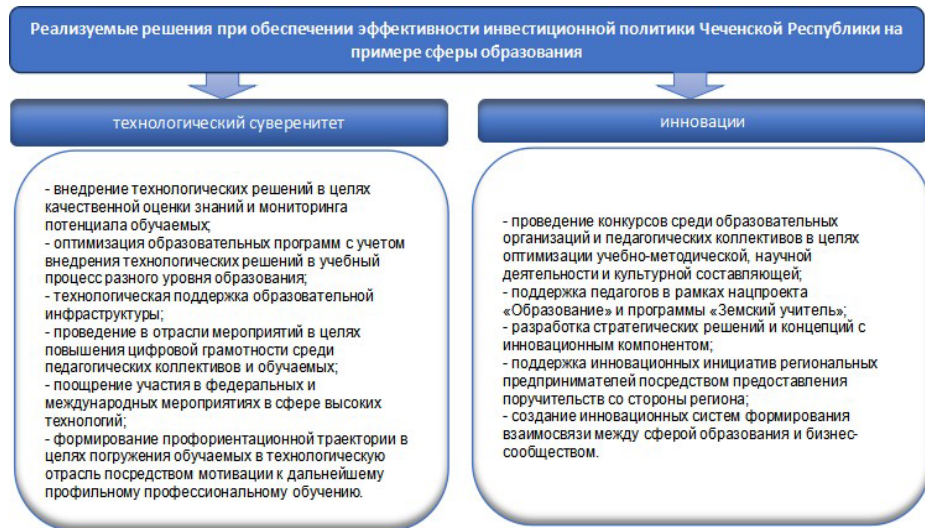 Реализуемые решения при обеспечении эффективности инвестиционной политики Чеченской Республики на
примере сферы образования
технологический суверенитет
- внедрение технологических решений в целях
качественной оценки знаний и мониторинга
потенциала обучаемых;
- оптимизация образовательных программ с учетом
внедрения технологических решений в учебный
процесс разного уровня образования;
- технологическая поддержка образовательной
инфраструктуры;
- проведение в отрасли мероприятий в целях
повышения цифровой грамотности среди
педагогических коллективов и обучаемых;
- поощрение участия в федеральных и
международных мероприятиях в сфере высоких
технологий;
- формирование профориентационной траектории в
целях погружения обучаемых в технологическую
отрасль посредством мотивации к дальнейшему
профильному профессиональному обучению.
инновации
- проведение конкурсов среди образовательных
организаций и педагогических коллективов в целях
оптимизации учебно-методической, научной
деятельности и культурной составляющей;
- поддержка педагогов в рамках нацпроекта
«Образование» и программы «Земский учитель»;
- разработка стратегических решений и концепций с
инновационным компонентом;
- поддержка инновационных инициатив региональных
предпринимателей посредством предоставления
поручительств со стороны региона;
- создание инновационных систем формирования
взаимосвязи между сферой образования и бизнес-
сообществом.